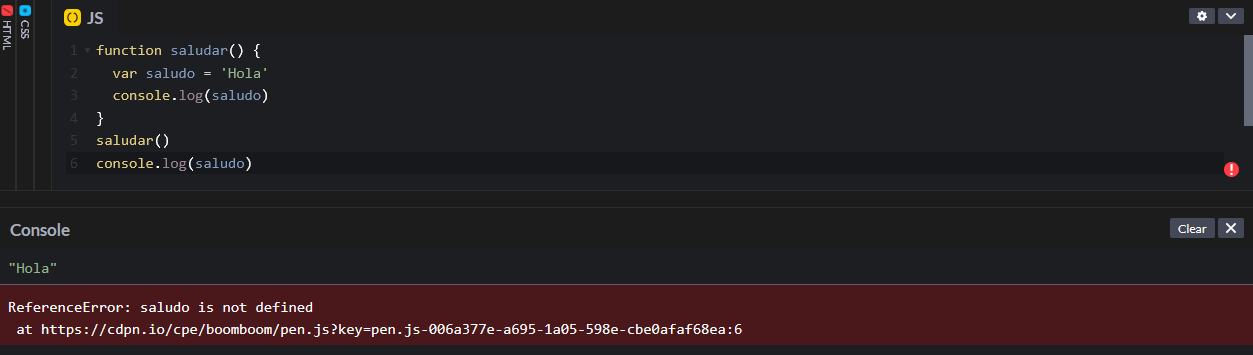 HTML
CSS
JS
1 function saludar() {
2   var saludo = 'Hola'
3   console.log(saludo)
4 }
5 saludar()
6 console.log(saludo)
Console
Clear
"Hola"
ReferenceError: saludo is not defined
 at https://cdpn.io/cpe/boomboom/pen.js?key=pen.js-006a377e-a695-1a05-598e-cbe0afaf68ea:6